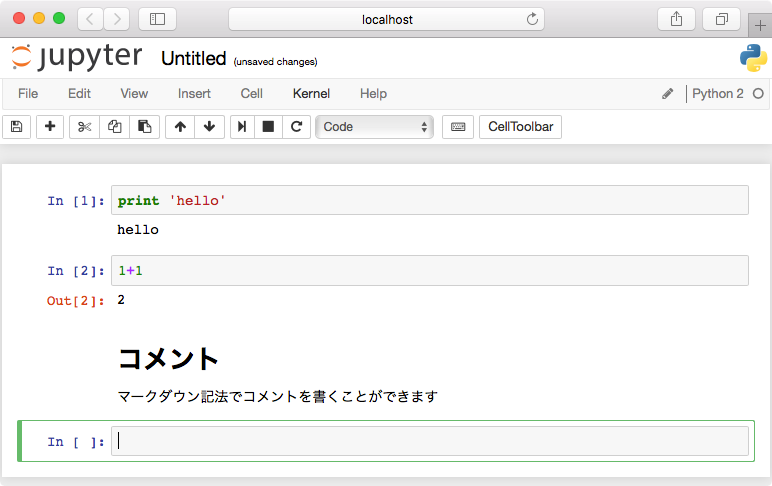 localhost
jupyter Untitled (unsaved changes)
File Edit View Insert Cell Kernel Help Python 2
Code CellToolbar
In [1]: print 'hello'
hello
In [2]: 1+1
Out[2]: 2
コメント
マークダウン記法でコメントを書くことができます
In [ ]: